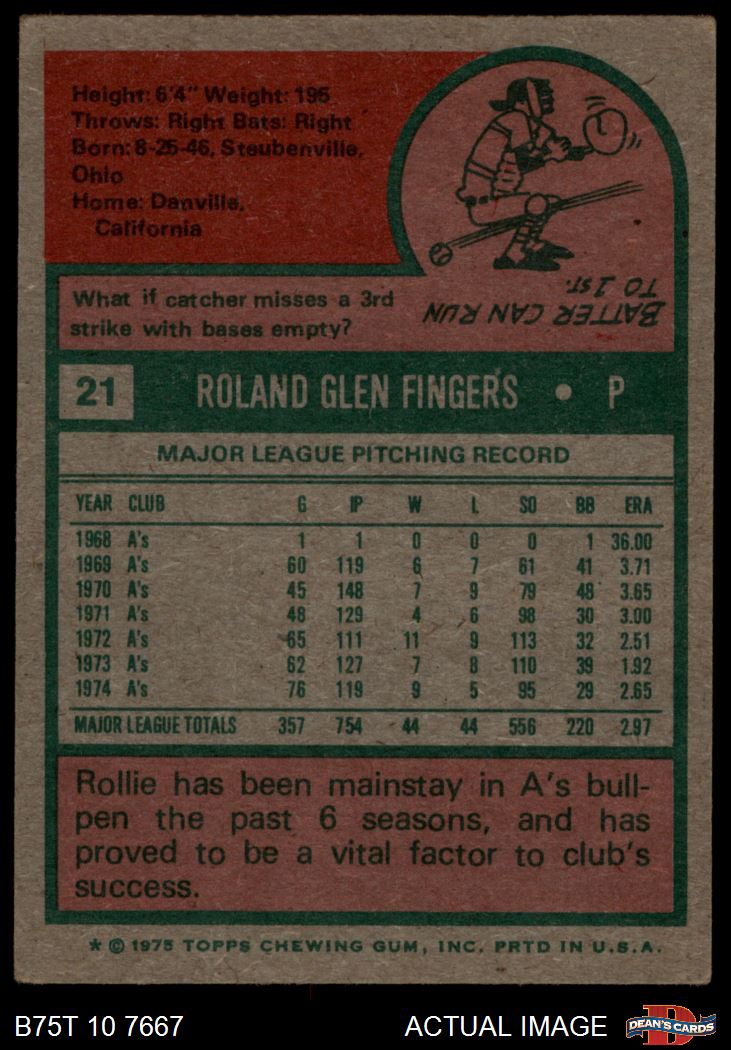 Height: 6'4" Weight: 195
Throws: Right Bats: Right
Born: 8-25-46, Steubenville,
Ohio
Home: Danville,
California
What if catcher misses a 3rd
strike with bases empty?
BATTER CAN RUN
TO 1ST.
21 ROLAND GLEN FINGERS • P
MAJOR LEAGUE PITCHING RECORD
YEAR CLUB G IP W L SO BB ERA
1968 A's 1 1 0 0 0 1 36.00
1969 A's 60 119 6 7 61 41 3.71
1970 A's 45 148 7 9 79 48 3.65
1971 A's 48 129 4 6 98 30 3.00
1972 A's 65 111 11 9 113 32 2.51
1973 A's 62 127 7 8 110 39 1.92
1974 A's 76 119 9 5 95 29 2.65
MAJOR LEAGUE TOTALS 357 754 44 44 556 220 2.97
Rollie has been mainstay in A's bull-
pen the past 6 seasons, and has
proved to be a vital factor to club's
success.
* © 1975 TOPPS CHEWING GUM, INC. PRTD IN U.S.A.
B75T 10 7667 ACTUAL IMAGE DEAN'S CARDS